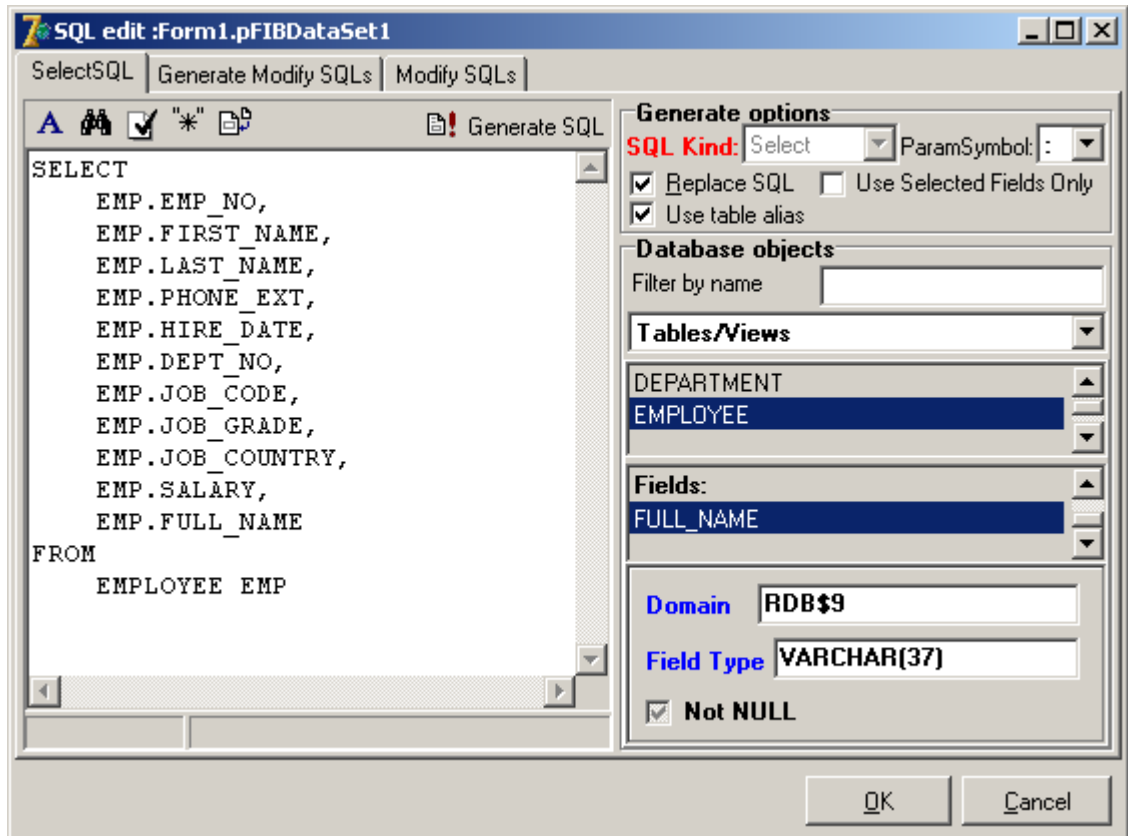 SQL edit :Form1.pFIBDataSet1
SelectSQL Generate Modify SQLs Modify SQLs
A "*" Generate SQL
SELECT
EMP.EMP_NO,
EMP.FIRST_NAME,
EMP.LAST_NAME,
EMP.PHONE_EXT,
EMP.HIRE_DATE,
EMP.DEPT_NO,
EMP.JOB_CODE,
EMP.JOB_GRADE,
EMP.JOB_COUNTRY,
EMP.SALARY,
EMP.FULL_NAME
FROM
EMPLOYEE EMP
Generate options
SQL Kind: Select ParamSymbol: :
Replace SQL Use Selected Fields Only
Use table alias
Database objects
Filter by name
Tables/Views
DEPARTMENT
EMPLOYEE
Fields:
FULL_NAME
Domain RDB$9
Field Type VARCHAR(37)
Not NULL
OK Cancel